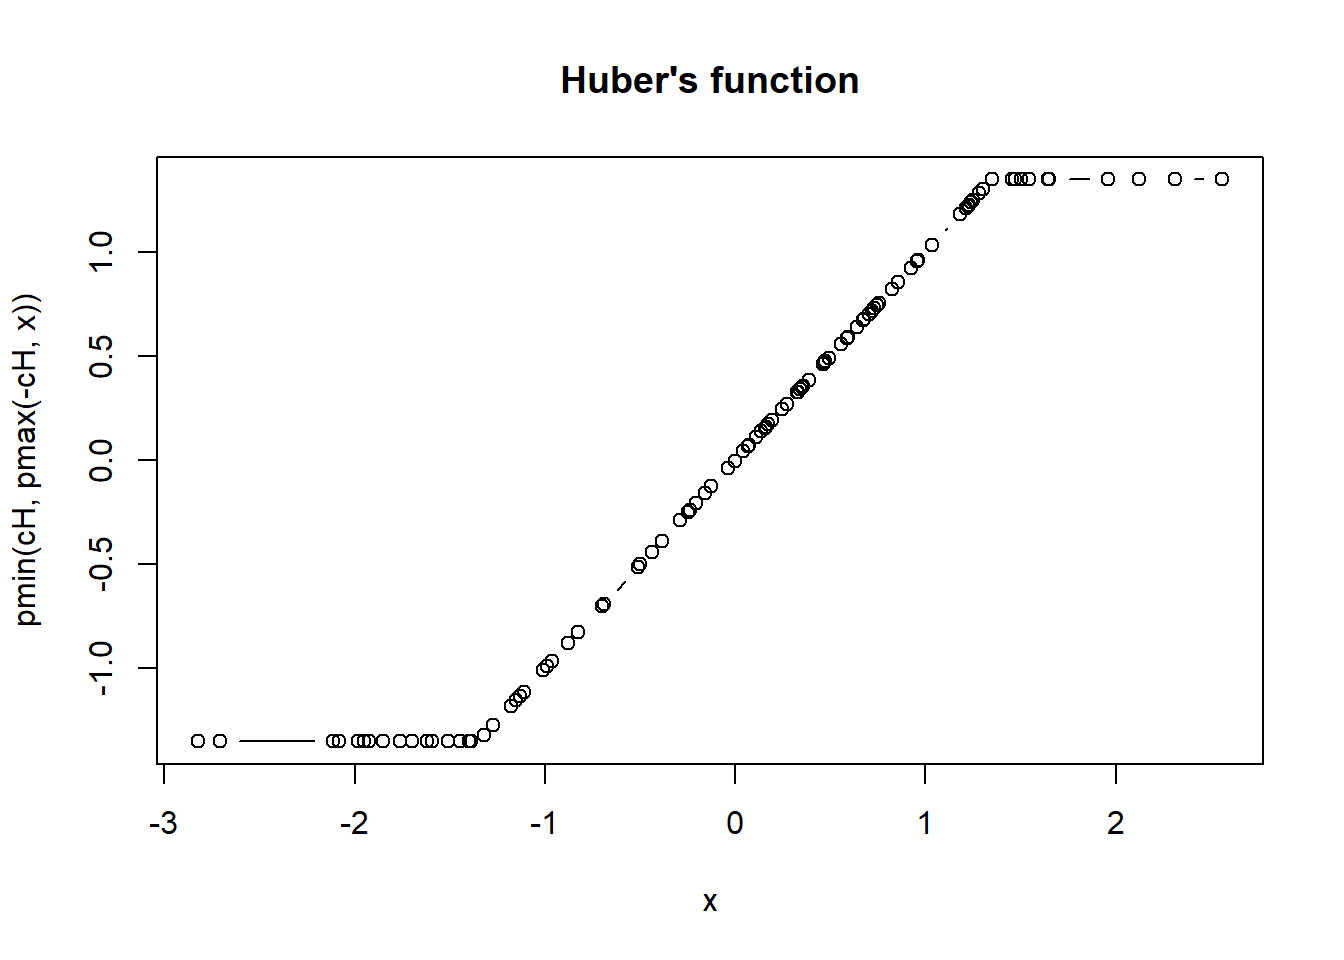 Huber's function
pmin(cH, pmax(-cH, x))
1.0
0.5
0.0
-0.5
-1.0
-3 -2 -1 0 1 2
x